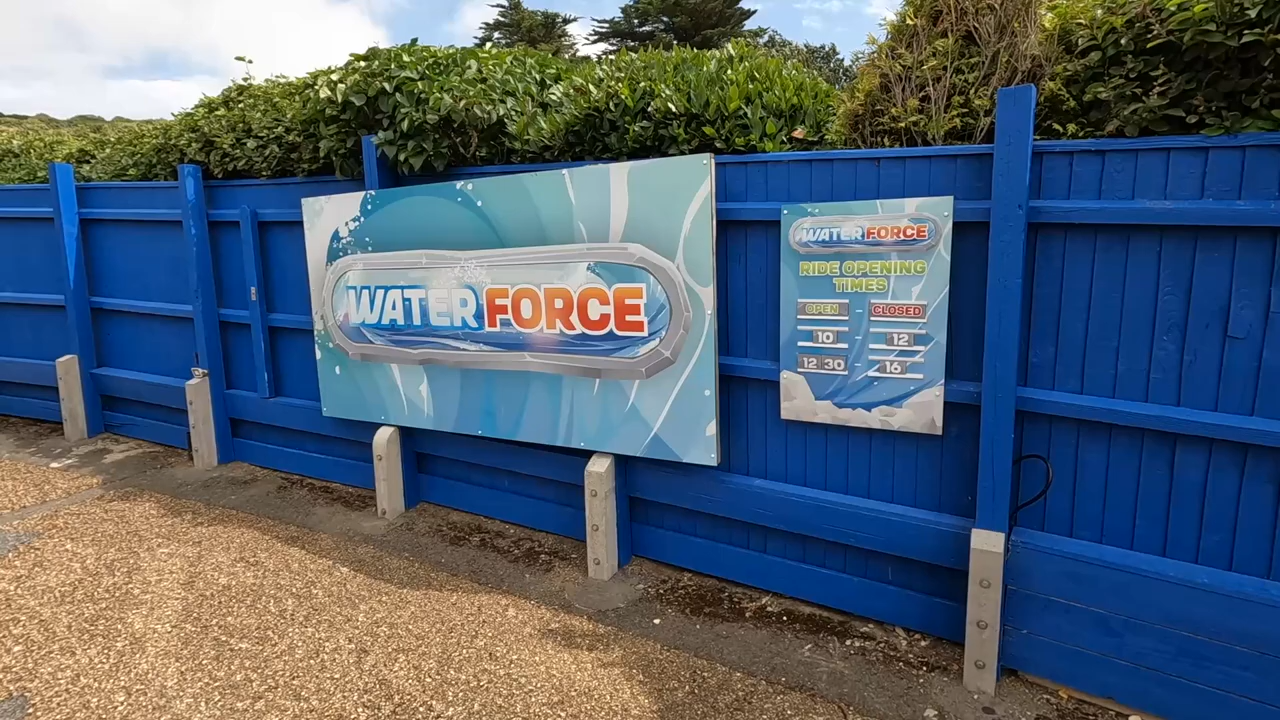 WATER FORCE
WATER FORCE
RIDE OPENING
TIMES
OPEN - CLOSED
10 - 12
12 30 - 16